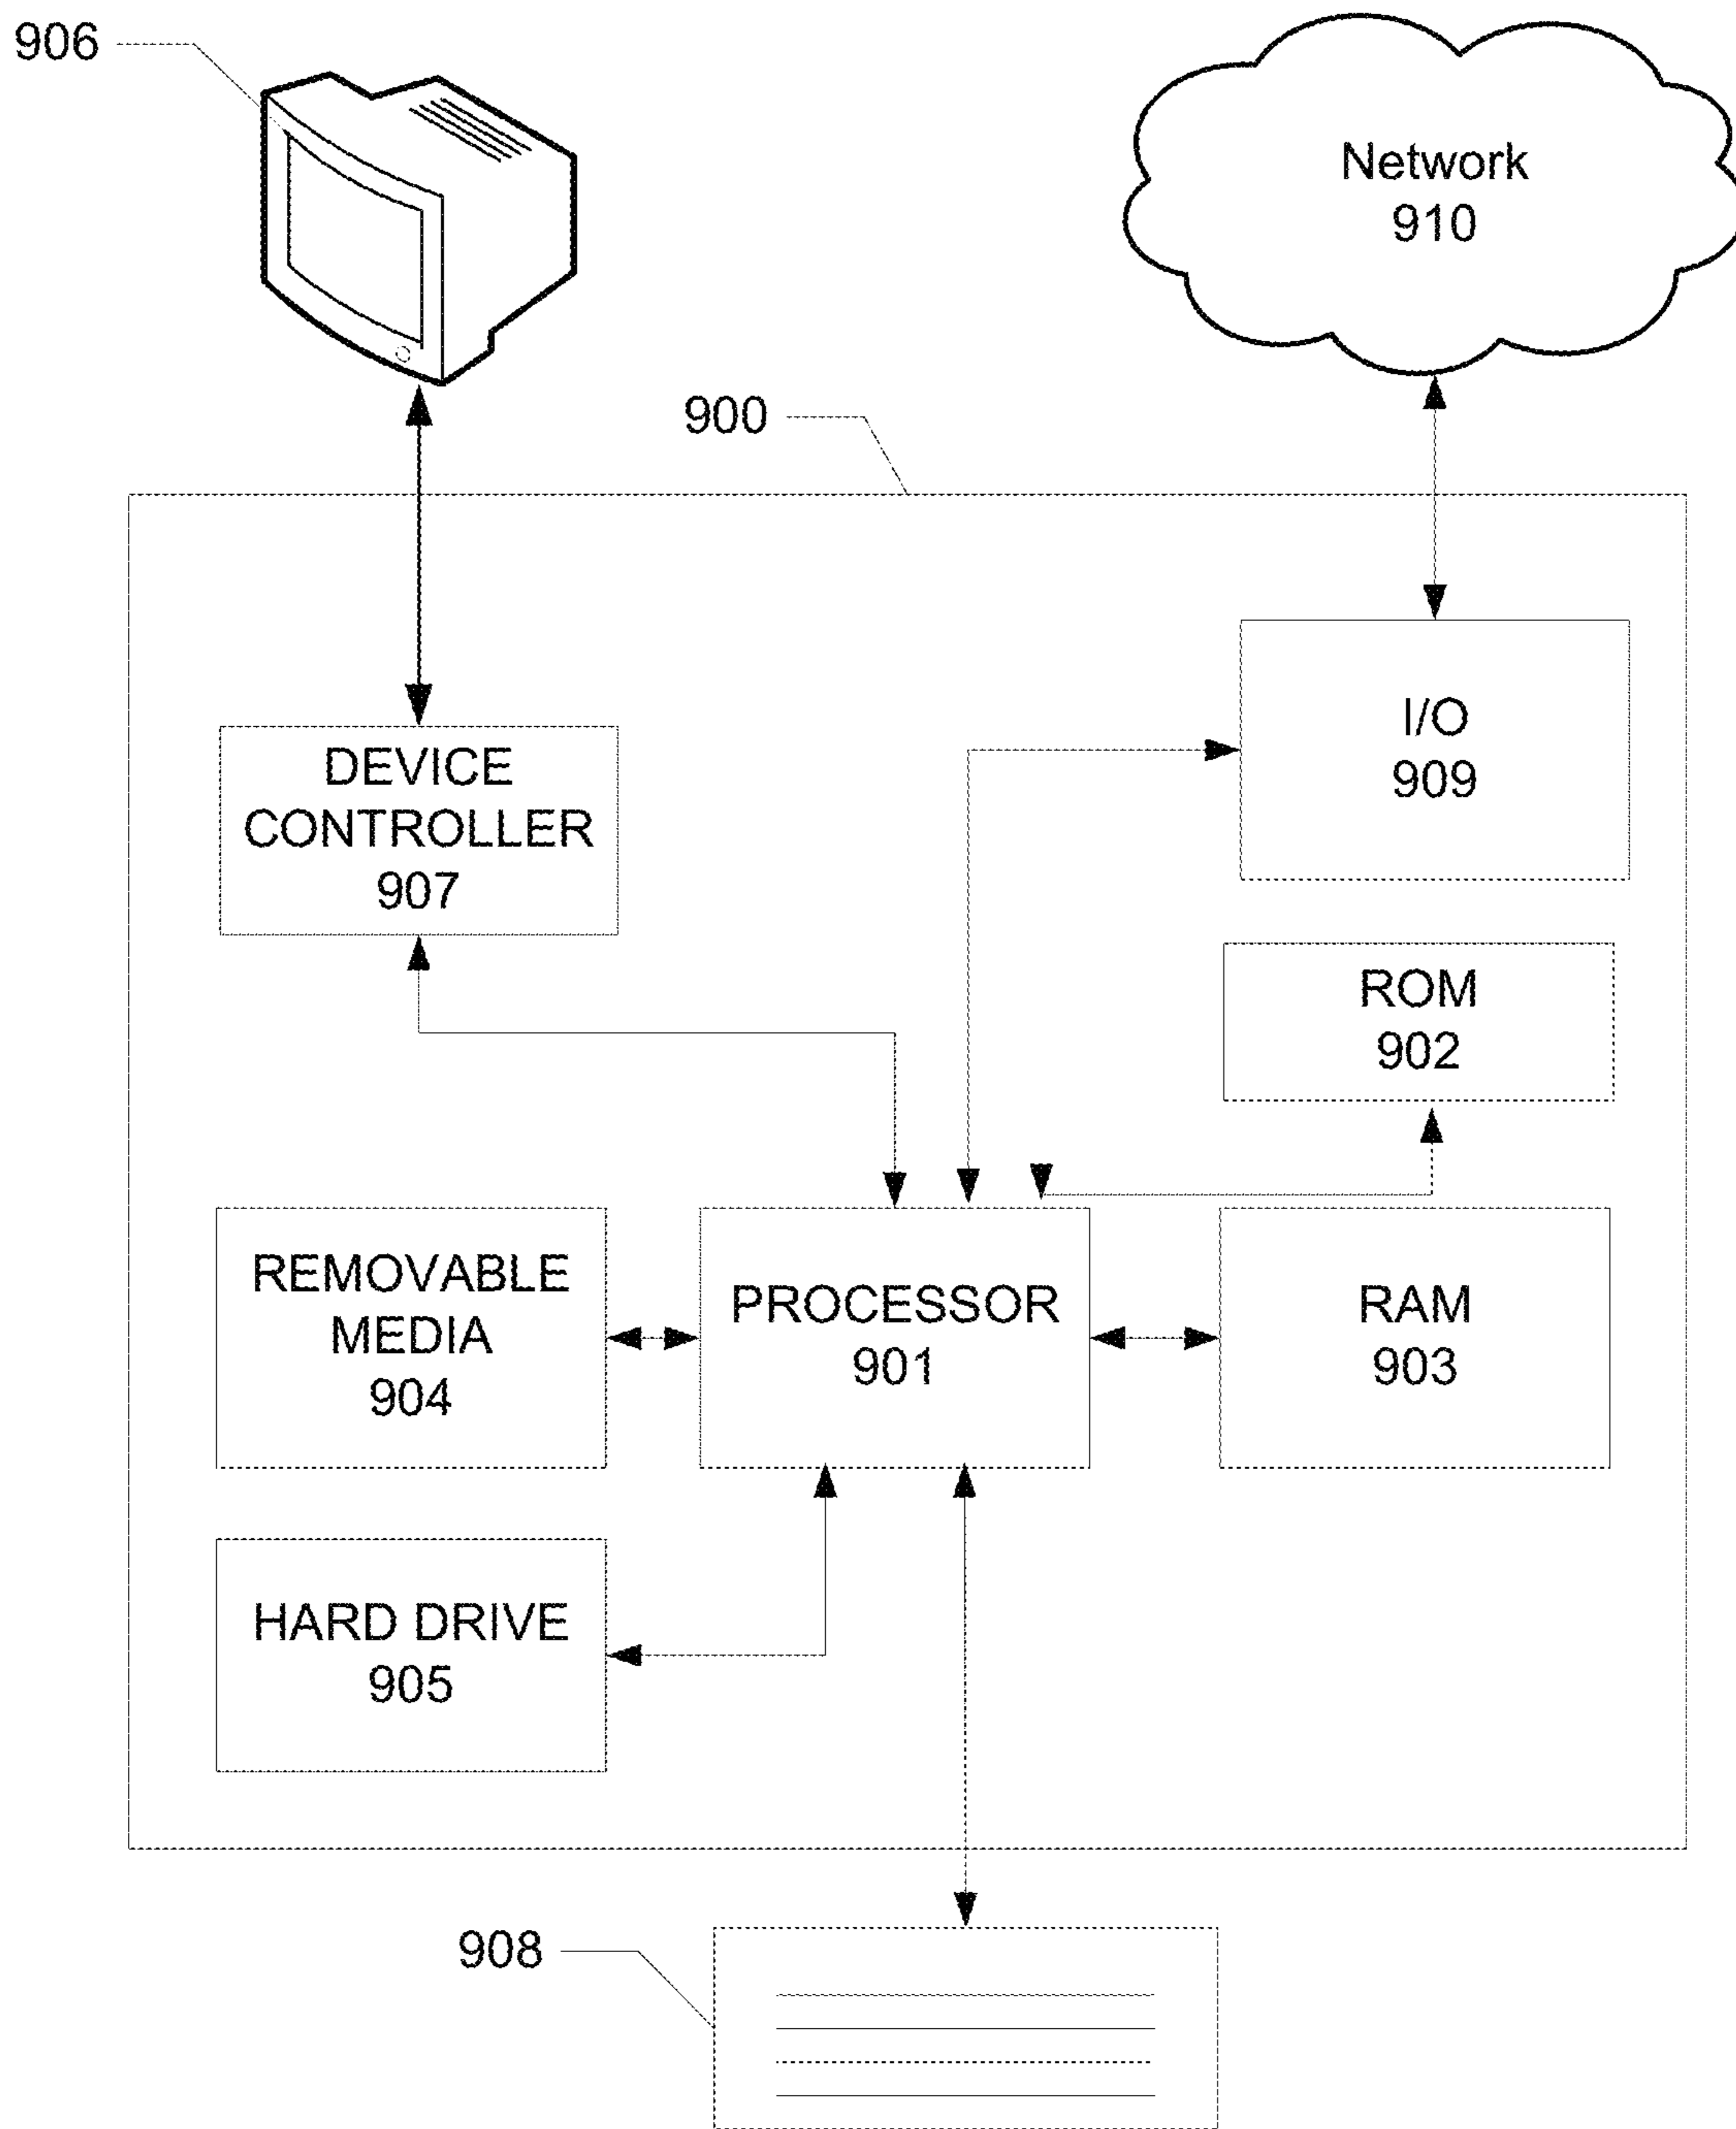 906
Network
910
900
I/O
909
DEVICE
CONTROLLER
907
ROM
902
REMOVABLE
MEDIA
904
PROCESSOR
901
RAM
903
HARD DRIVE
905
908